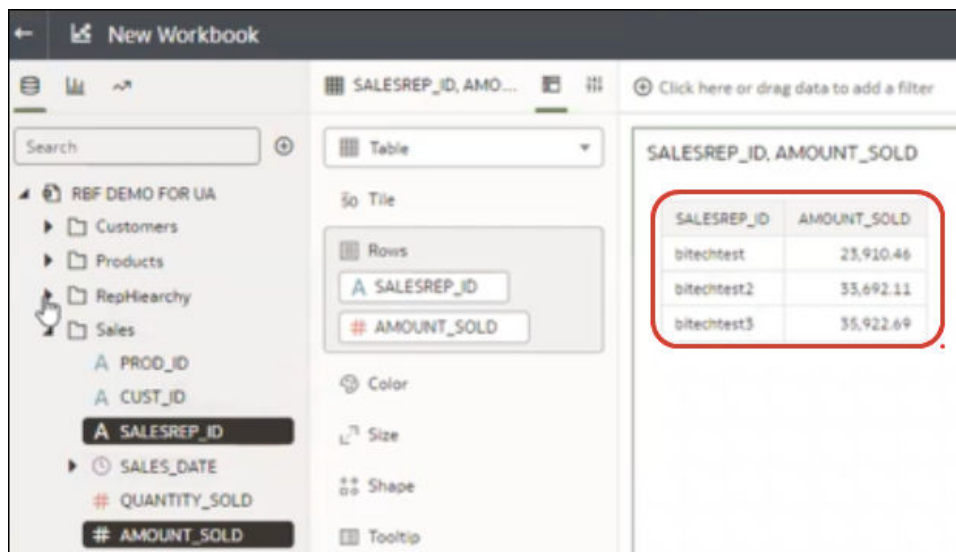 New Workbook
Search
RBF DEMO FOR UA
Customers
Products
RepHiearchy
Sales
PROD_ID
CUST_ID
A SALESREP_ID
SALES_DATE
# QUANTITY_SOLD
# AMOUNT_SOLD
SALESREP_ID, AMO...
Table
Tile
Rows
A SALESREP_ID
# AMOUNT_SOLD
Color
Size
Shape
Tooltip
Click here or drag data to add a filter
SALESREP_ID, AMOUNT_SOLD
SALESREP_ID AMOUNT_SOLD
bitechtest 23,910.46
bitechtest2 33,692.11
bitechtest3 35,922.69